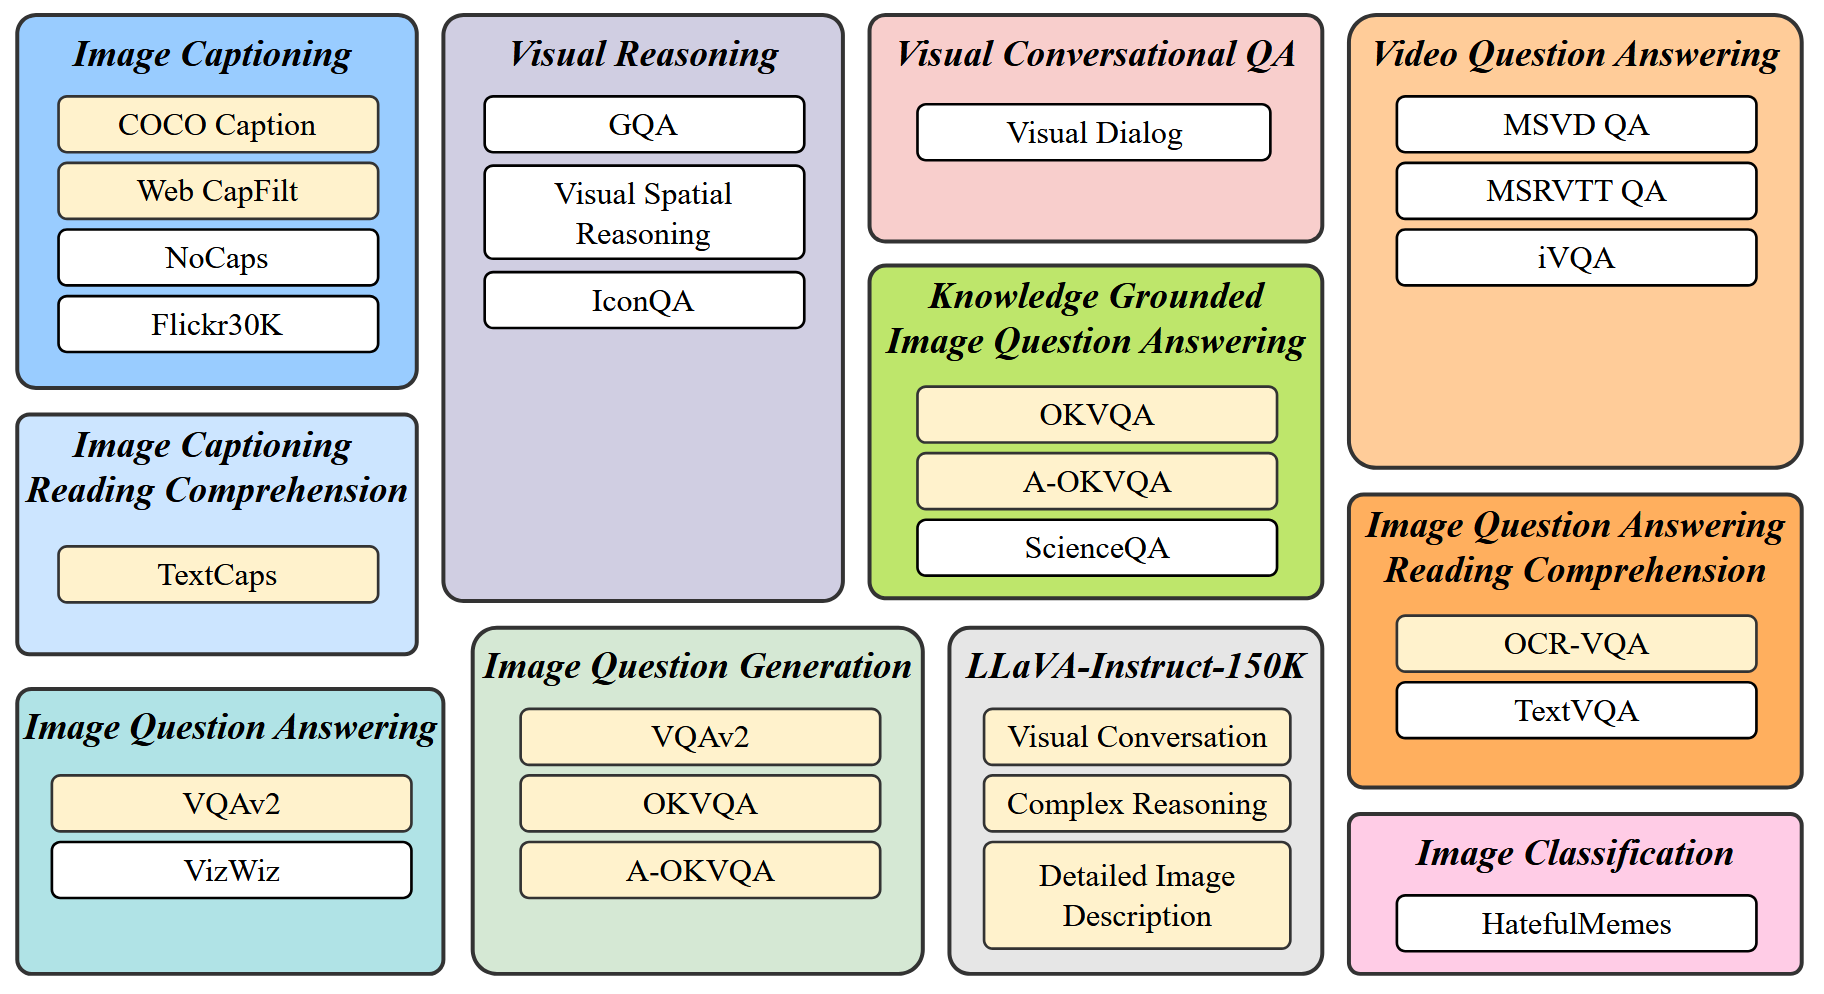 Image Captioning
COCO Caption
Web CapFilt
NoCaps
Flickr30K
Image Captioning
Reading Comprehension
TextCaps
Image Question Answering
VQAv2
VizWiz
Visual Reasoning
GQA
Visual Spatial
Reasoning
IconQA
Image Question Generation
VQAv2
OKVQA
A-OKVQA
Visual Conversational QA
Visual Dialog
Knowledge Grounded
Image Question Answering
OKVQA
A-OKVQA
ScienceQA
LLaVA-Instruct-150K
Visual Conversation
Complex Reasoning
Detailed Image
Description
Video Question Answering
MSVD QA
MSRVTT QA
iVQA
Image Question Answering
Reading Comprehension
OCR-VQA
TextVQA
Image Classification
HatefulMemes